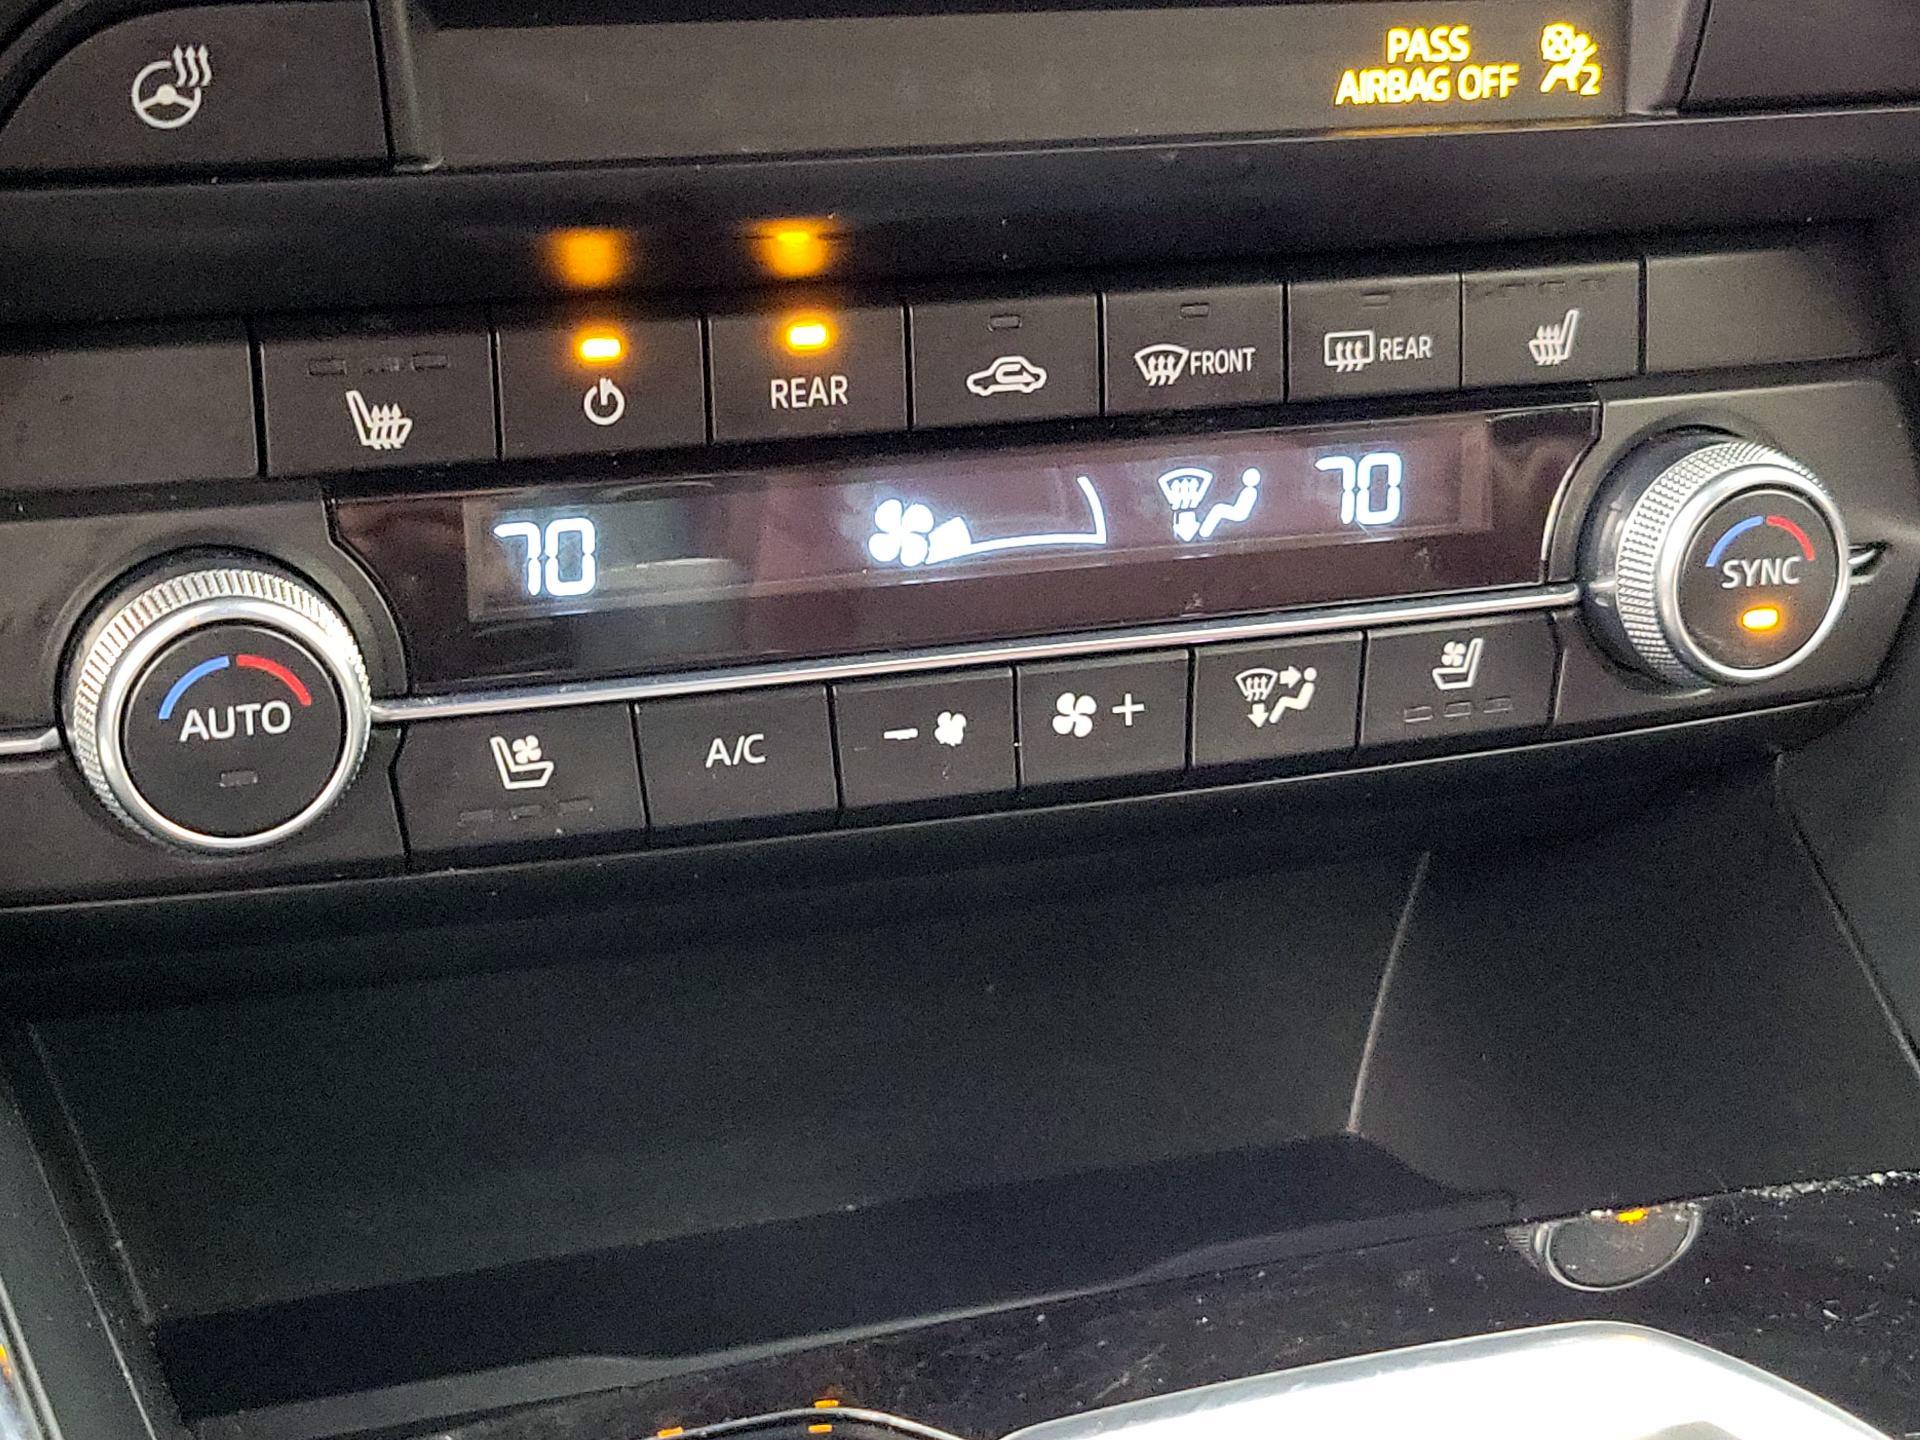 PASS
AIRBAG OFF 2
REAR
FRONT
REAR
70
70
AUTO
SYNC
A/C
- +